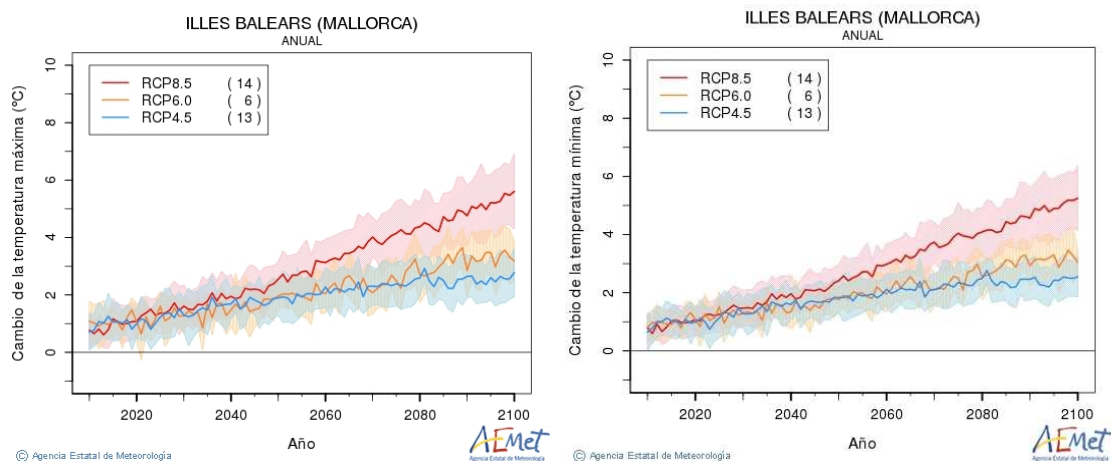 ILLES BALEARS (MALLORCA)
ANUAL
Cambio de la temperatura máxima (ºC)
10
8
6
4
2
0
RCP8.5 ( 14 )
RCP6.0 ( 6 )
RCP4.5 ( 13 )
2020 2040 2060 2080 2100
Año
© Agencia Estatal de Meteorología
AEmet
Agencia Estatal de Meteorología
ILLES BALEARS (MALLORCA)
ANUAL
Cambio de la temperatura mínima (ºC)
10
8
6
4
2
0
RCP8.5 ( 14 )
RCP6.0 ( 6 )
RCP4.5 ( 13 )
2020 2040 2060 2080 2100
Año
© Agencia Estatal de Meteorología
AEmet
Agencia Estatal de Meteorología